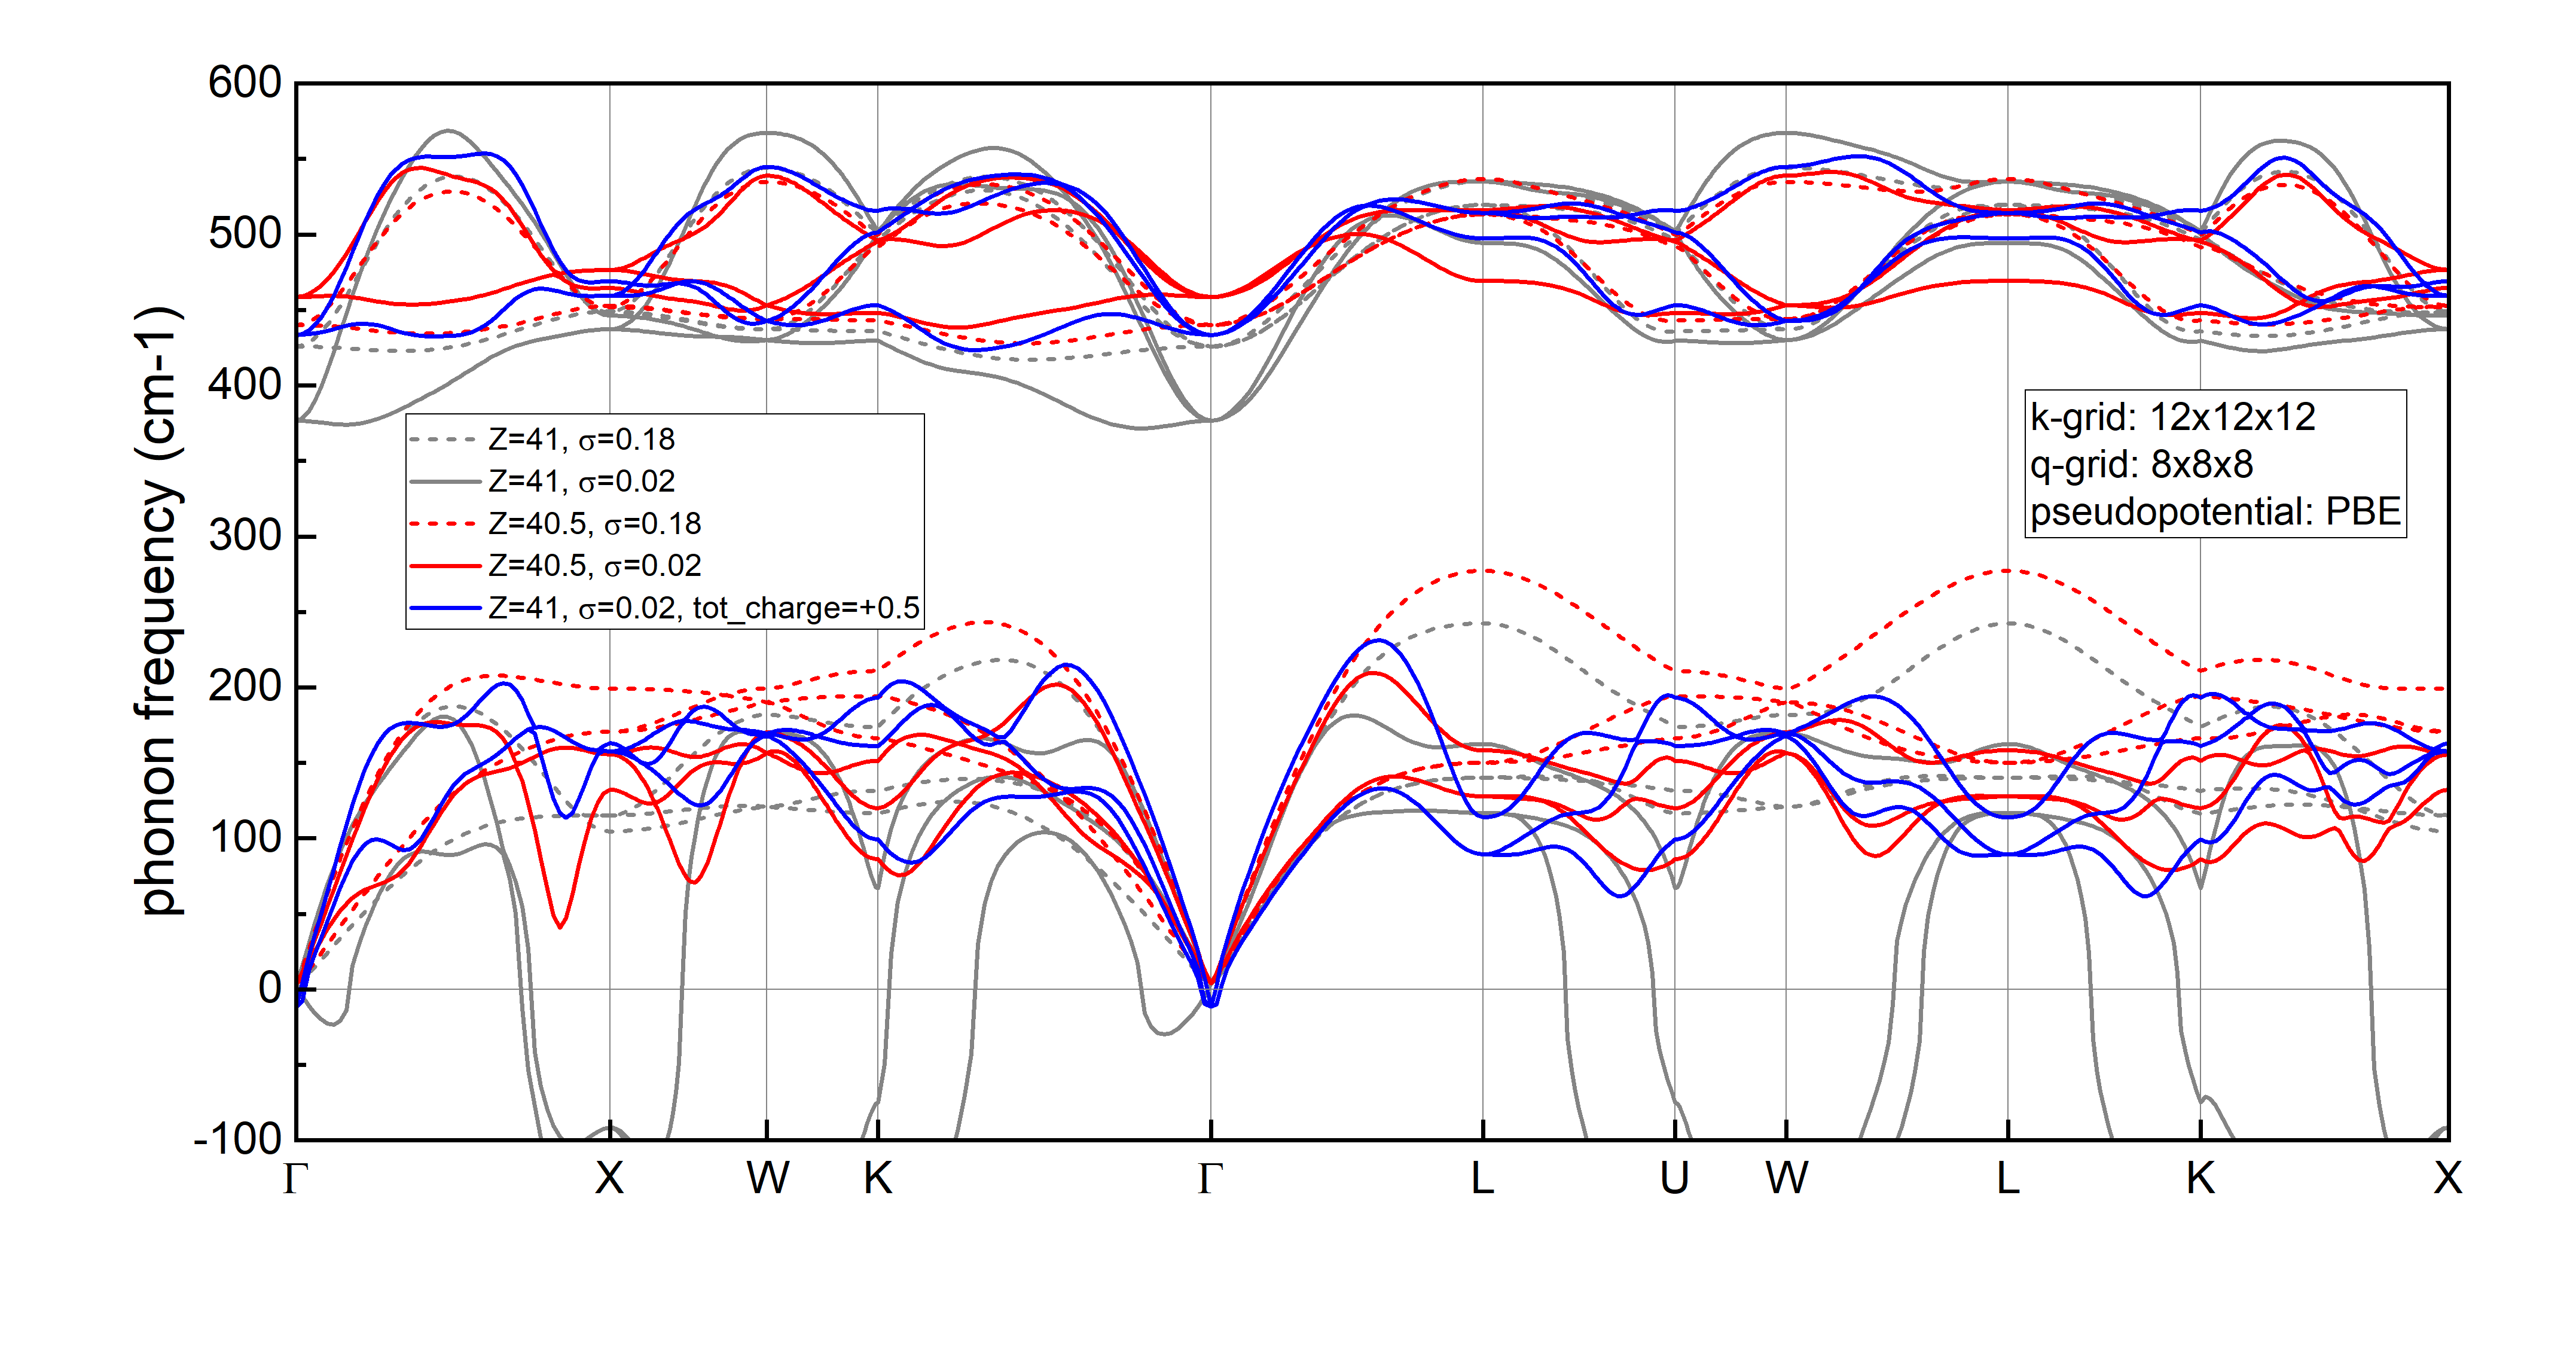 phonon frequency (cm-1)
600
500
400
300
200
100
0
-100
Z=41, σ=0.18
Z=41, σ=0.02
Z=40.5, σ=0.18
Z=40.5, σ=0.02
Z=41, σ=0.02, tot_charge=+0.5
k-grid: 12x12x12
q-grid: 8x8x8
pseudopotential: PBE
Γ X W K Γ L U W L K X